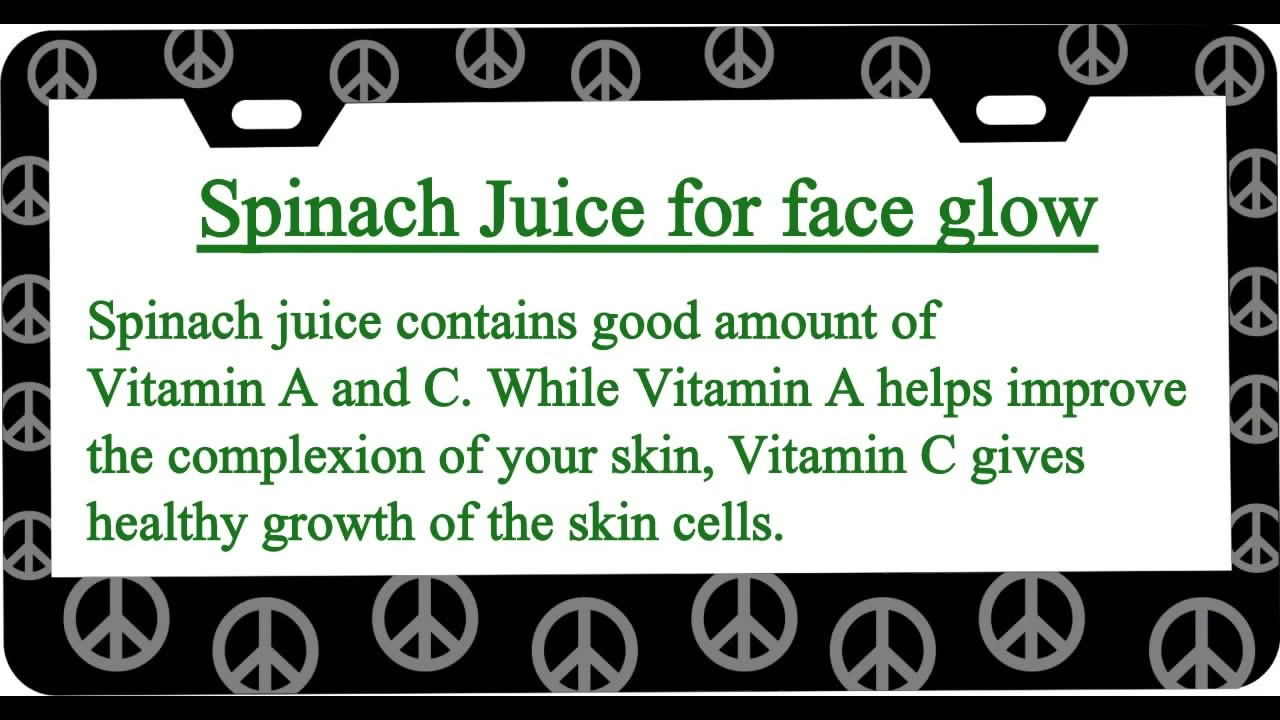 Spinach Juice for face glow
Spinach juice contains good amount of
Vitamin A and C. While Vitamin A helps improve
the complexion of your skin, Vitamin C gives
healthy growth of the skin cells.